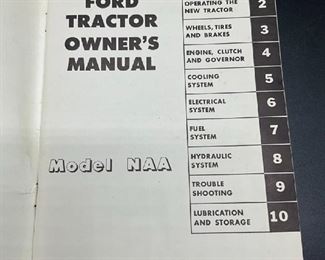 FORD
TRACTOR
OWNER'S
MANUAL
Model NAA
OPERATING THE
NEW TRACTOR
2
WHEELS, TIRES
AND BRAKES
3
ENGINE, CLUTCH
AND GOVERNOR
4
COOLING
SYSTEM
5
ELECTRICAL
SYSTEM
6
FUEL
SYSTEM
7
HYDRAULIC
SYSTEM
8
TROUBLE
SHOOTING
9
LUBRICATION
AND STORAGE
10